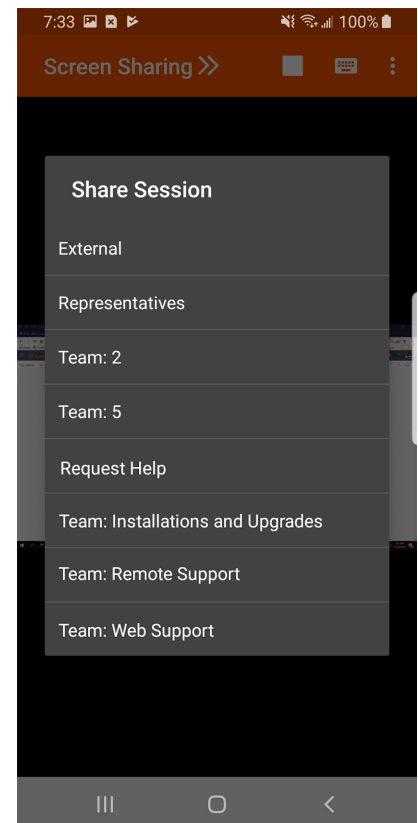 7:33 100%
Screen Sharing
Share Session
External
Representatives
Team: 2
Team: 5
Request Help
Team: Installations and Upgrades
Team: Remote Support
Team: Web Support